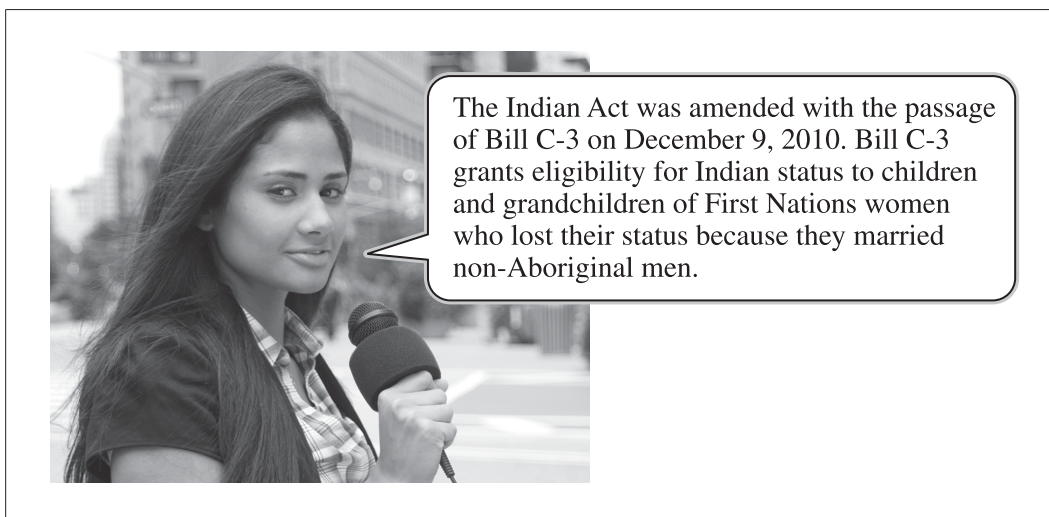 The Indian Act was amended with the passage
of Bill C-3 on December 9, 2010. Bill C-3
grants eligibility for Indian status to children
and grandchildren of First Nations women
who lost their status because they married
non-Aboriginal men.